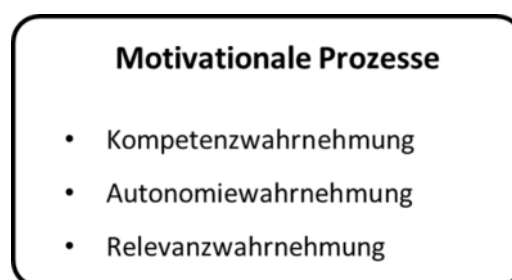 Motivationale Prozesse
• Kompetenzwahrnehmung
• Autonomiewahrnehmung
• Relevanzwahrnehmung